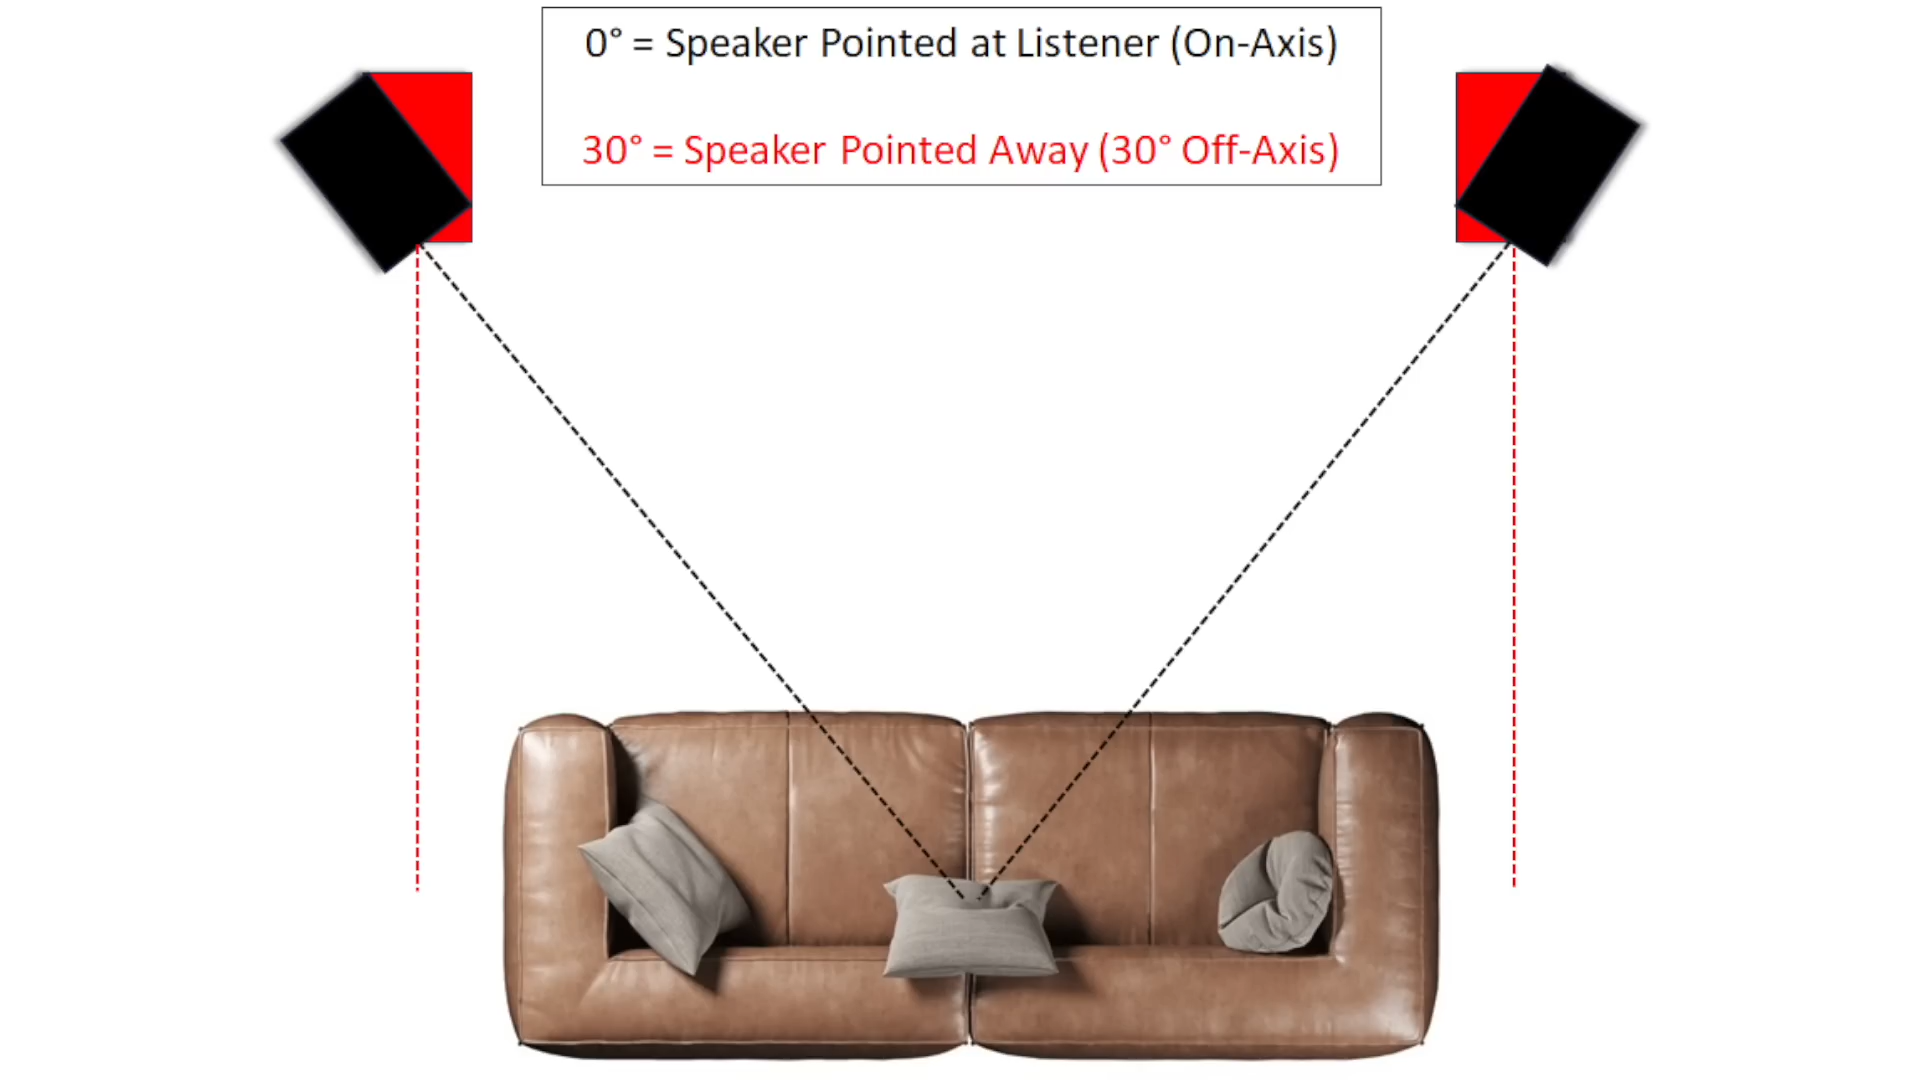 0° = Speaker Pointed at Listener (On-Axis)
30° = Speaker Pointed Away (30° Off-Axis)